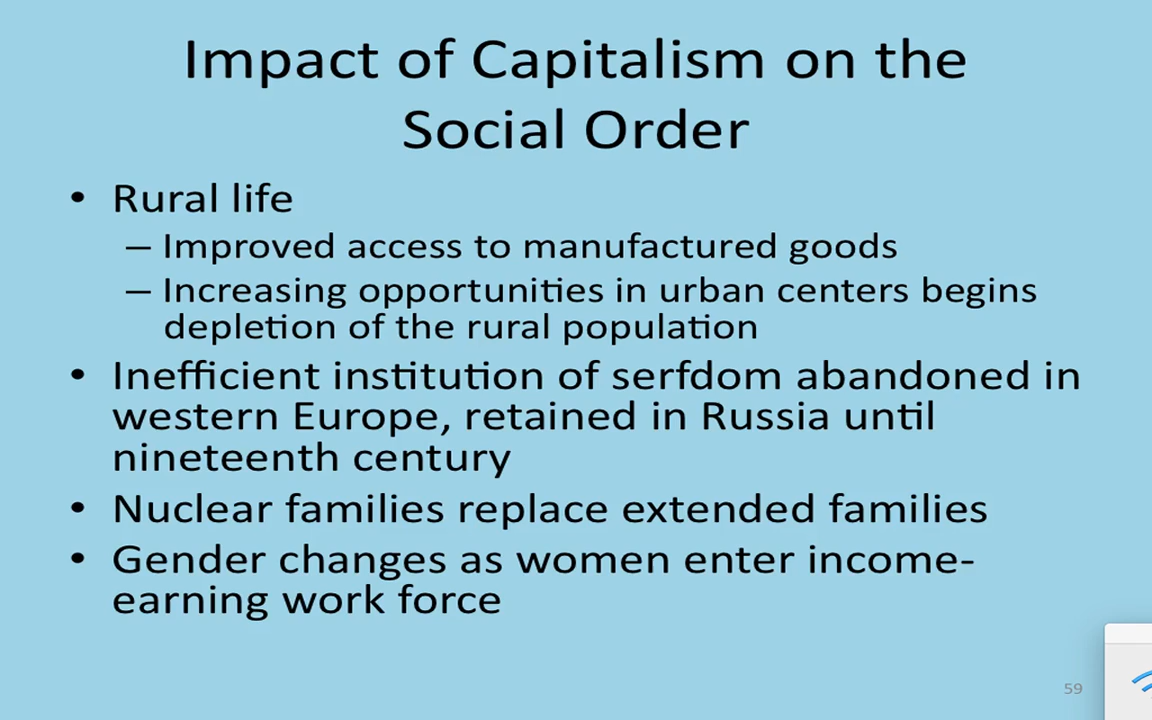 Impact of Capitalism on the
Social Order
• Rural life
– Improved access to manufactured goods
– Increasing opportunities in urban centers begins
depletion of the rural population
• Inefficient institution of serfdom abandoned in
western Europe, retained in Russia until
nineteenth century
• Nuclear families replace extended families
• Gender changes as women enter income-
earning work force
59